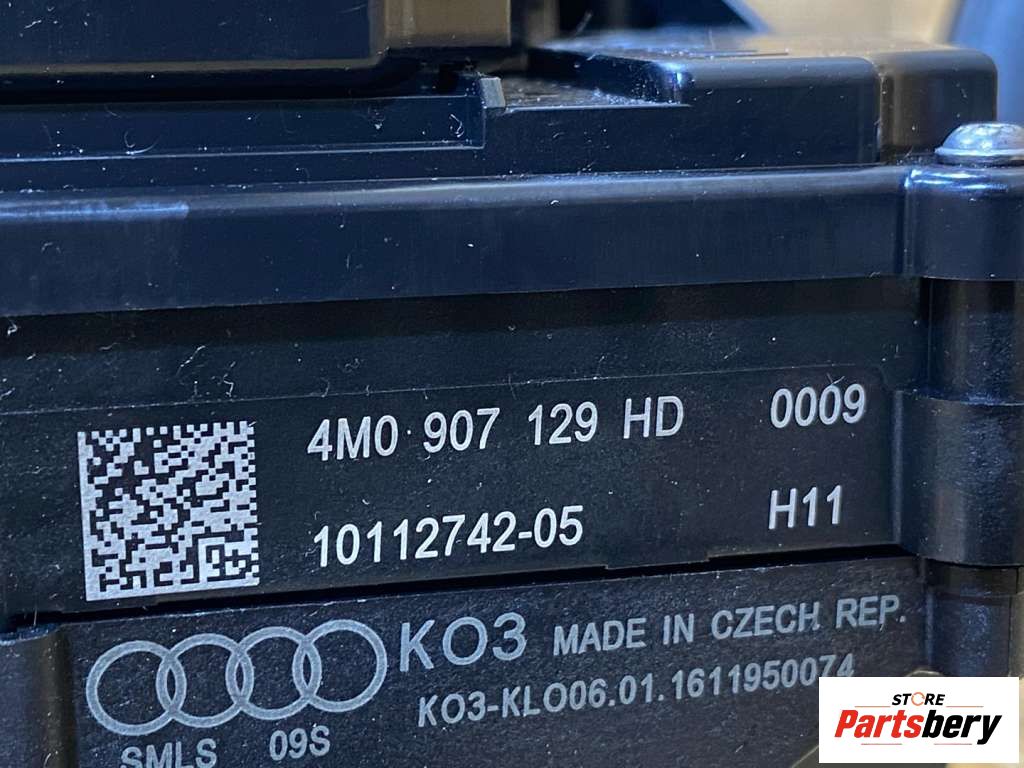 4M0 907 129 HD 0009
10112742-05 H11
KO3 MADE IN CZECH REP.
KO3-KLO06.01.1611950074
SMLS 09S
STORE
Partsbery